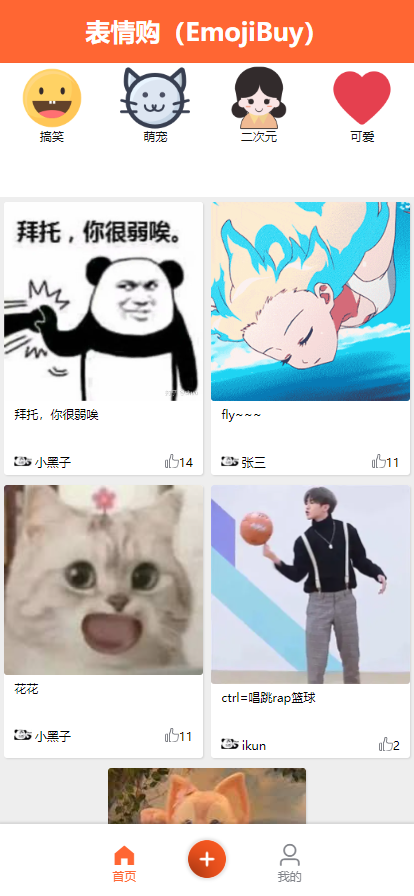 表情购（EmojiBuy）
搞笑
萌宠
二次元
可爱
拜托，你很弱唉。
拜托，你很弱唉
小黑子
14
fly~~~
张三
11
花花
小黑子
11
ctrl=唱跳rap篮球
ikun
2
首页
我的